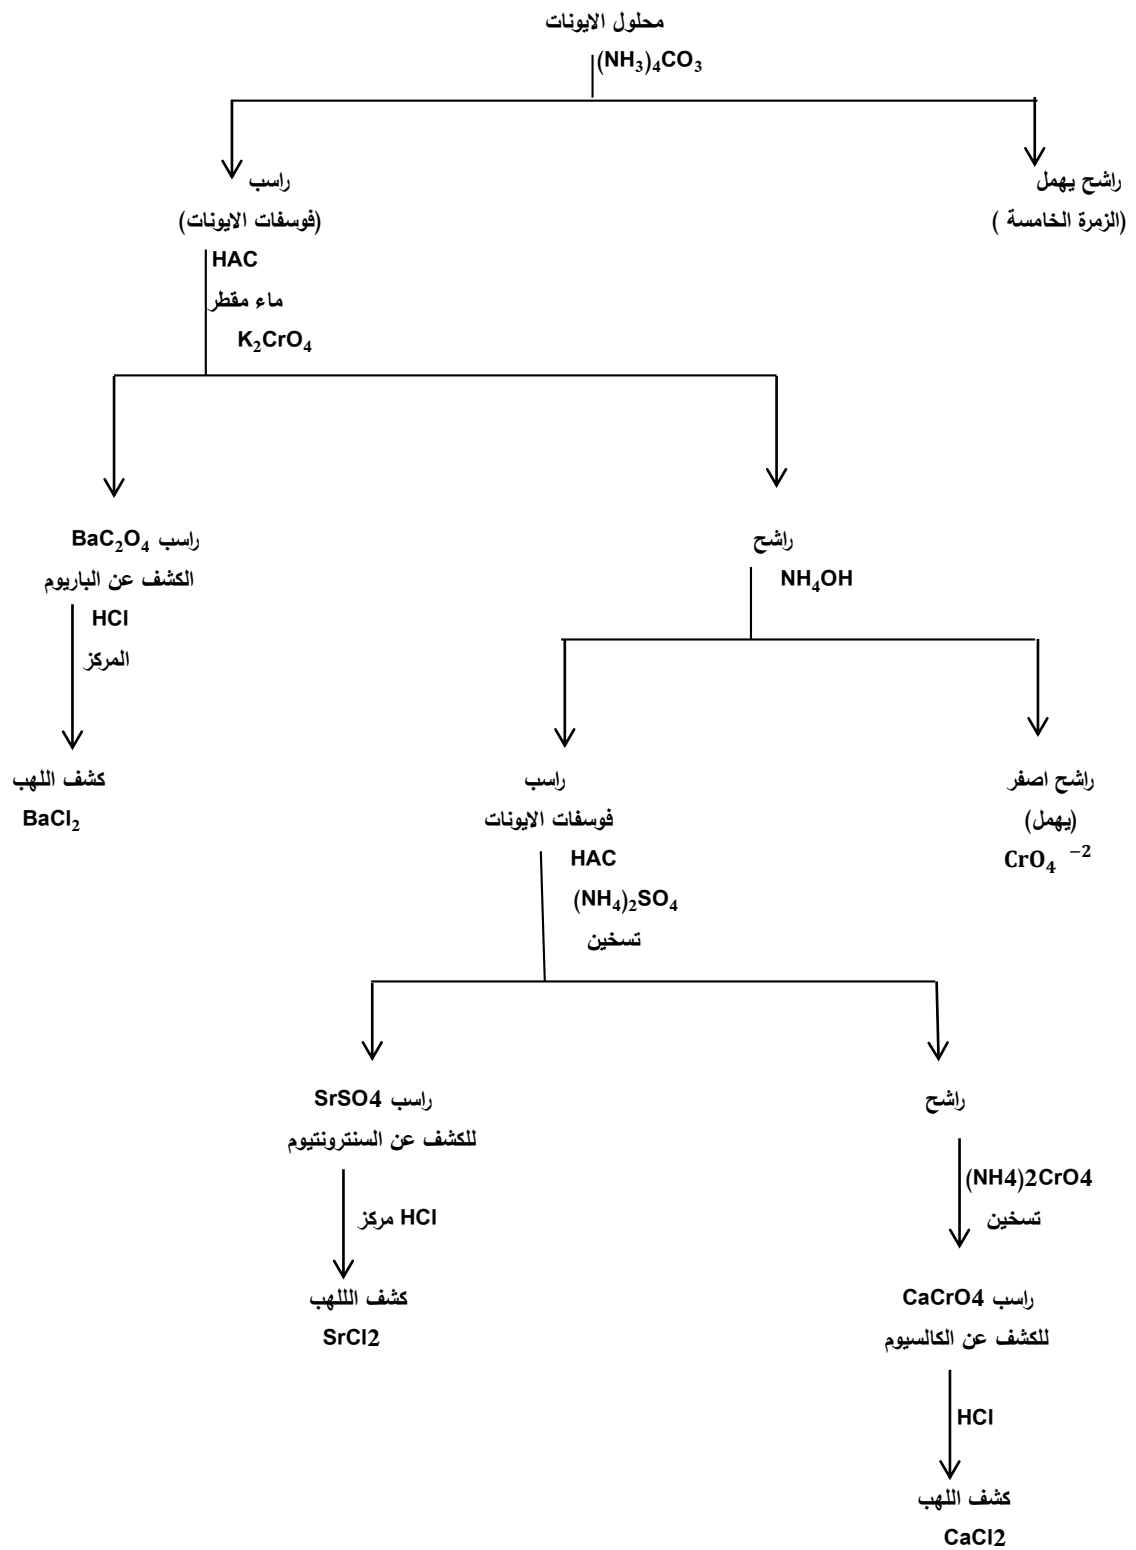 محلول الايونات
(NH₃)₄CO₃
راسب
(فوسفات الايونات)
راشح يهمل
(الزمرة الخامسة )
HAC
ماء مقطر
K₂CrO₄
راسب BaC₂O₄
الكشف عن الباريوم
HCl
المركز
كشف اللهب
BaCl₂
راشح
NH₄OH
راسب
فوسفات الايونات
راشح اصفر
(يهمل)
CrO₄ ⁻²
HAC
(NH₄)₂SO₄
تسخين
راسب SrSO4
للكشف عن السنترونتيوم
HCl مركز
كشف الللهب
SrCl2
راشح
(NH4)2CrO4
تسخين
راسب CaCrO4
للكشف عن الكالسيوم
HCl
كشف اللهب
CaCl2